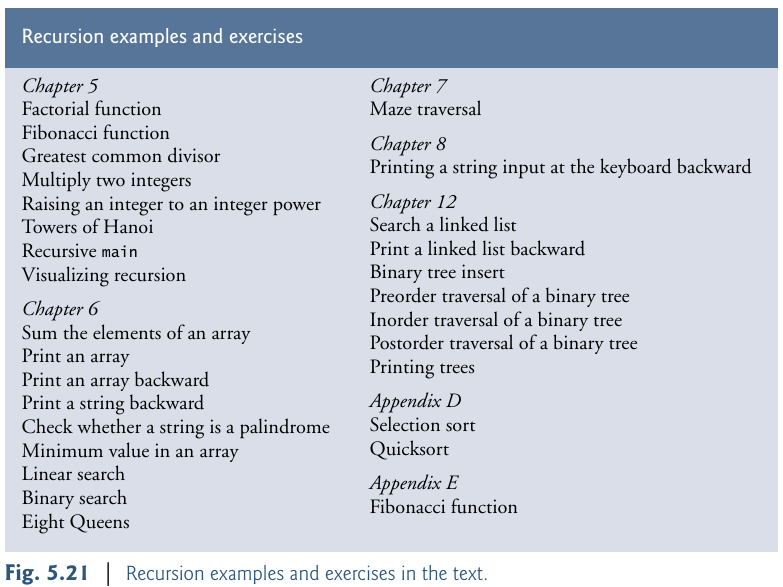 Recursion examples and exercises
Chapter 5
Factorial function
Fibonacci function
Greatest common divisor
Multiply two integers
Raising an integer to an integer power
Towers of Hanoi
Recursive main
Visualizing recursion
Chapter 6
Sum the elements of an array
Print an array
Print an array backward
Print a string backward
Check whether a string is a palindrome
Minimum value in an array
Linear search
Binary search
Eight Queens
Chapter 7
Maze traversal
Chapter 8
Printing a string input at the keyboard backward
Chapter 12
Search a linked list
Print a linked list backward
Binary tree insert
Preorder traversal of a binary tree
Inorder traversal of a binary tree
Postorder traversal of a binary tree
Printing trees
Appendix D
Selection sort
Quicksort
Appendix E
Fibonacci function
Fig. 5.21 | Recursion examples and exercises in the text.